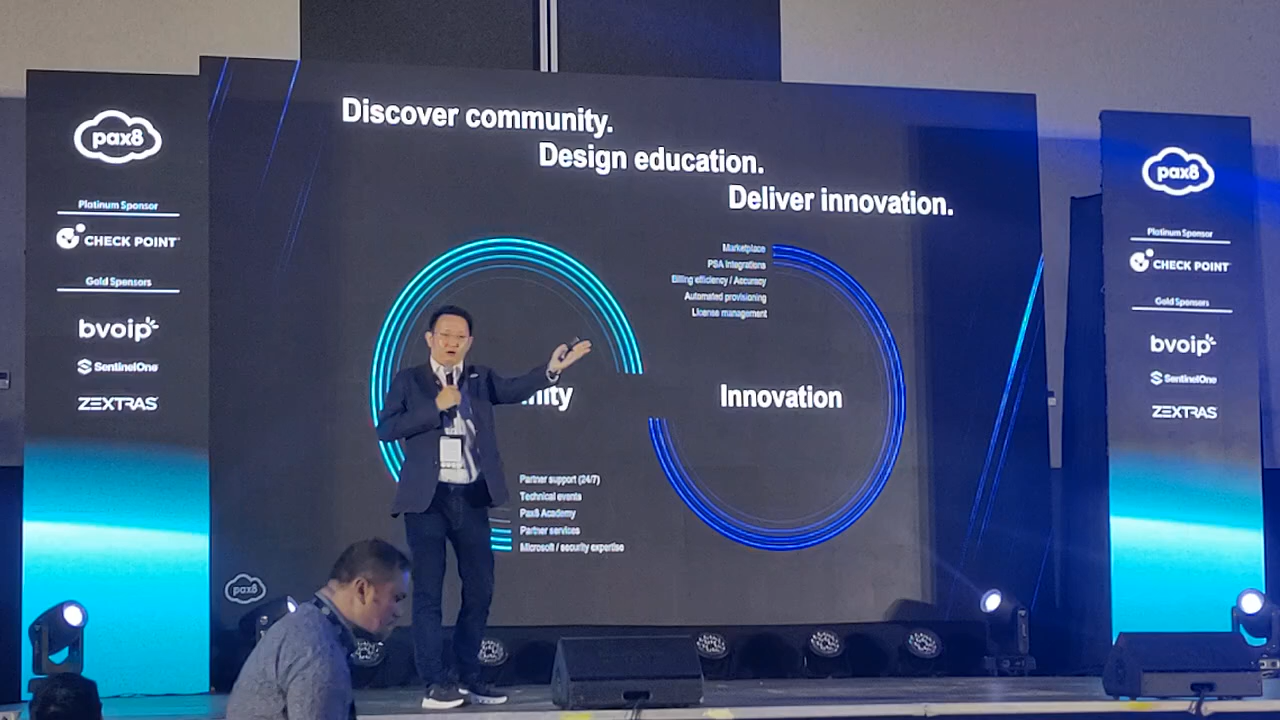 pax8
Platinum Sponsor
CHECK POINT
Gold Sponsors
bvoip
SentinelOne
ZEXTRAS
Discover community.
Design education.
Deliver innovation.
Marketplace
PSA integrations
Billing efficiency / Accuracy
Automated provisioning
License management
Innovation
Partner support (24/7)
Technical events
Pax8 Academy
Partner services
Microsoft / security expertise
pax8
pax8
Platinum Sponsor
CHECK POINT
Gold Sponsors
bvoip
SentinelOne
ZEXTRAS